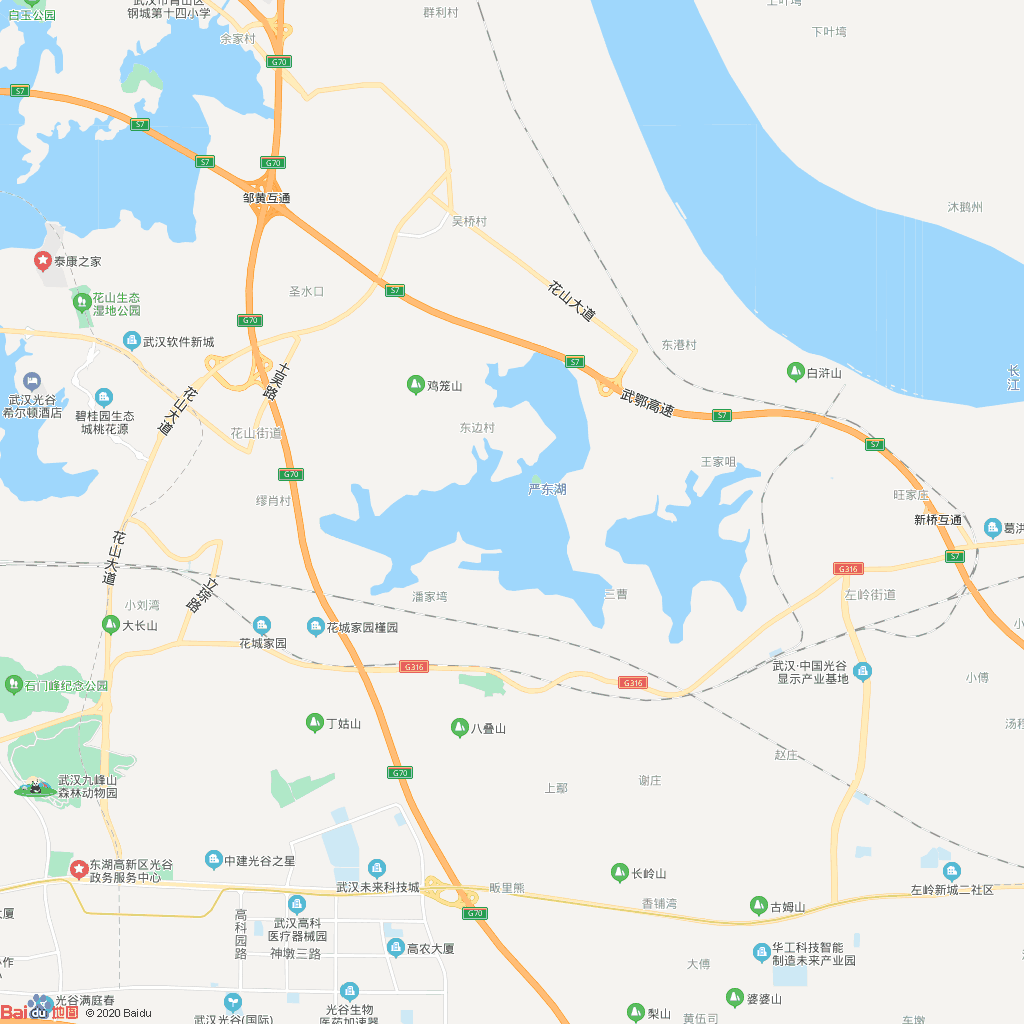 武汉市青山区
钢城第十四小学
白玉公园
群利村
上叶塆
下叶塆
余家村
G70
S7
S7
S7
G70
邹黄互通
吴桥村
沐鹅州
泰康之家
花山生态
湿地公园
圣水口
S7
花山大道
G70
武汉软件新城
东港村
S7
白浒山
长江
武汉光谷
希尔顿酒店
土吴路
鸡笼山
武鄂高速
S7
碧桂园生态
城桃花源
花山大道
花山街道
东边村
S7
王家咀
G70
严东湖
旺家庄
缪肖村
新桥互通
葛洪
花山大道
S7
G316
立琮路
小刘湾
潘家塆
三曹
左岭街道
大长山
花城家园
花城家园槿园
小
G316
武汉·中国光谷
显示产业基地
G316
小傅
石门峰纪念公园
丁姑山
八叠山
汤穆
赵庄
G70
上鄢
谢庄
武汉九峰山
森林动物园
中建光谷之星
东湖高新区光谷
政务服务中心
武汉未来科技城
畈里熊
长岭山
左岭新城二社区
香铺湾
古姆山
大厦
高科园路
武汉高科
医疗器械园
G70
神墩三路
高农大厦
华工科技智能
制造未来产业园
大傅
办作
光谷满庭春
婆婆山
Bai du 地图
© 2020 Baidu
武汉光谷(国际)
光谷生物
医药加速器
梨山
黄伍司
车墩